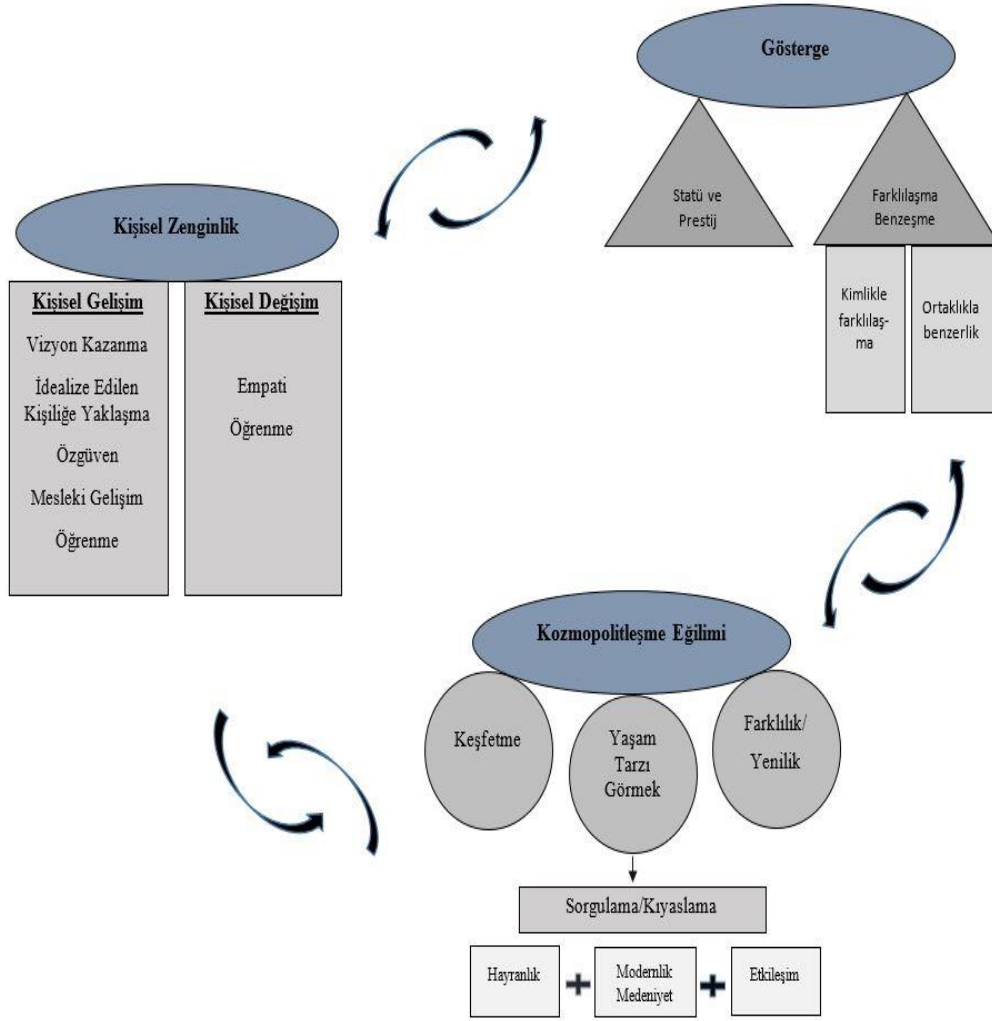 Gösterge
Statü ve
Prestij
Farklılaşma
Benzeşme
Kimlikle
farklılaş-
ma
Ortaklıkla
benzerlik
Kişisel Zenginlik
Kişisel Gelişim
Vizyon Kazanma
İdealize Edilen
Kişiliğe Yaklaşma
Özgüven
Mesleki Gelişim
Öğrenme
Kişisel Değişim
Empati
Öğrenme
Kozmopolitleşme Eğilimi
Keşfetme
Yaşam
Tarzı
Görmek
Farklılık/
Yenilik
Sorgulama/Kıyaslama
Hayranlık
Modernlik
Medeniyet
Etkileşim